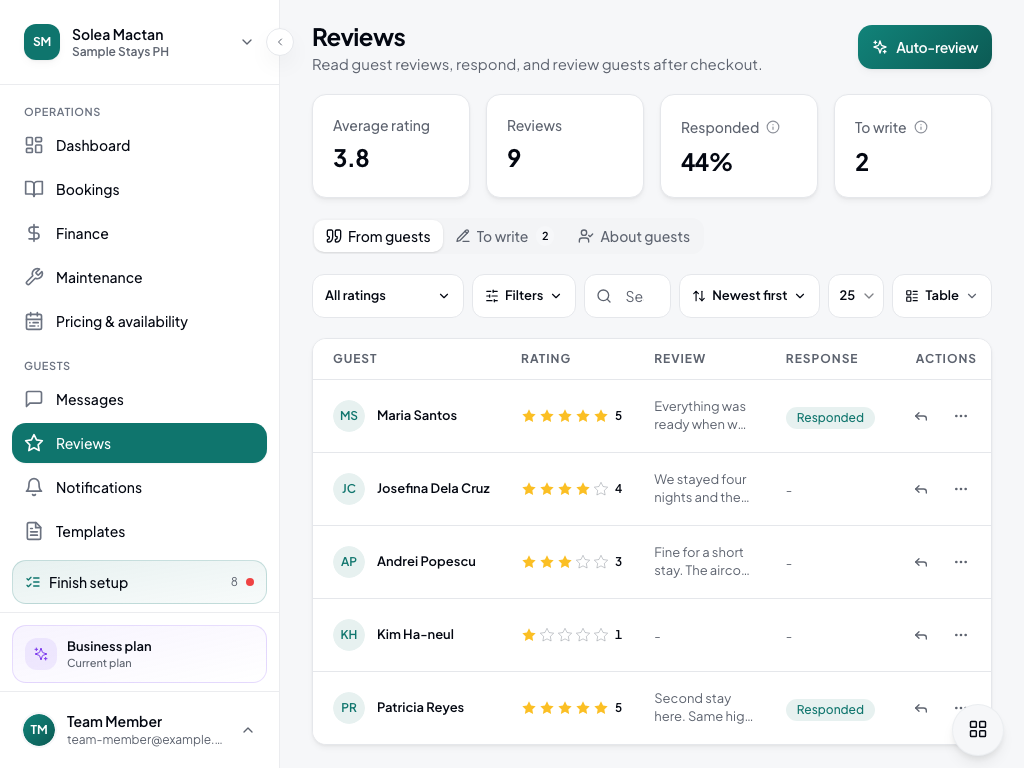 SM
Solea Mactan
Sample Stays PH
OPERATIONS
Dashboard
Bookings
Finance
Maintenance
Pricing & availability
GUESTS
Messages
Reviews
Notifications
Templates
Finish setup 8
Business plan
Current plan
TM
Team Member
team-member@example....
Reviews
Read guest reviews, respond, and review guests after checkout.
Auto-review
Average rating
3.8
Reviews
9
Responded
44%
To write
2
From guests To write 2 About guests
All ratings Filters Se Newest first 25 Table
GUEST RATING REVIEW RESPONSE ACTIONS
MS Maria Santos 5 Everything was
ready when w... Responded
JC Josefina Dela Cruz 4 We stayed four
nights and the... -
AP Andrei Popescu 3 Fine for a short
stay. The airco... -
KH Kim Ha-neul 1 - -
PR Patricia Reyes 5 Second stay
here. Same hig... Responded